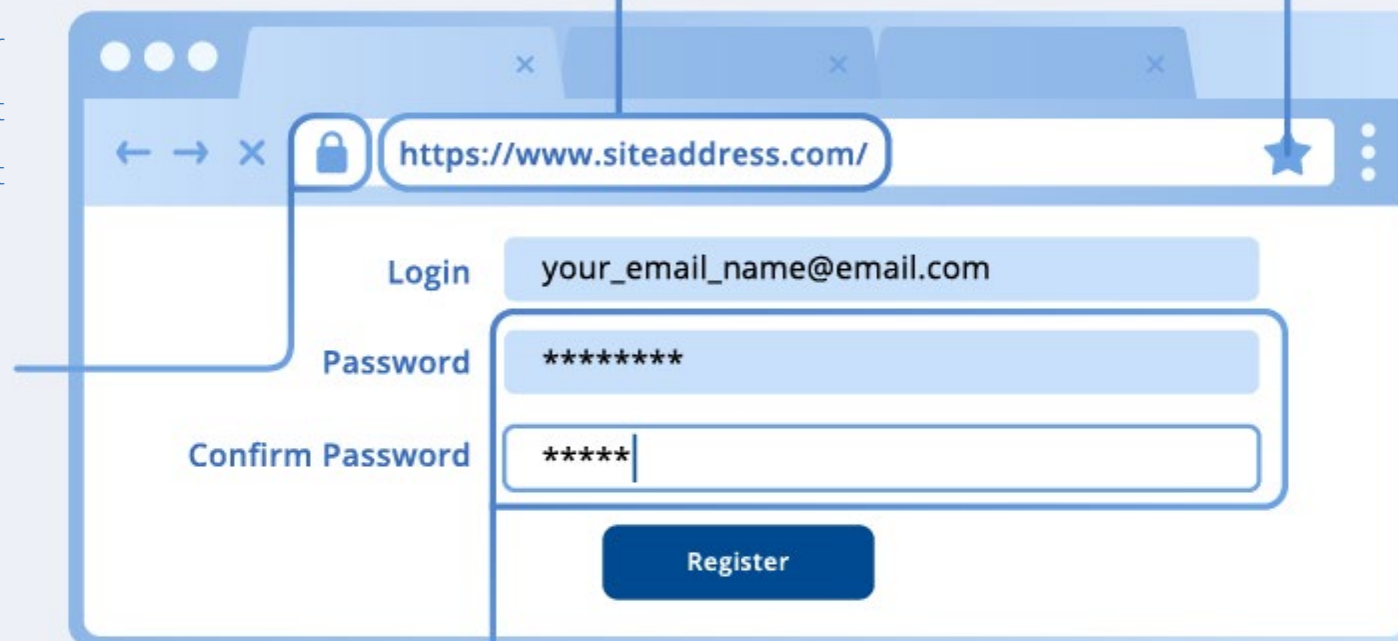 https://www.siteaddress.com/
Login your_email_name@email.com
Password ********
Confirm Password *****
Register